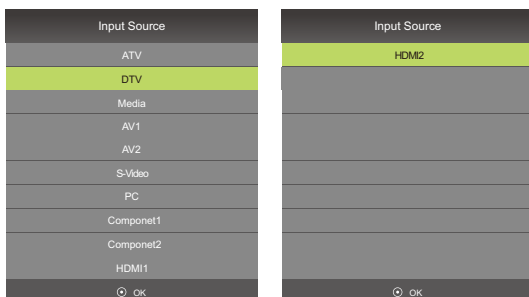 Input Source
ATV
DTV
Media
AV1
AV2
S-Video
PC
Componet1
Componet2
HDMI1
OK
Input Source
HDMI2
OK